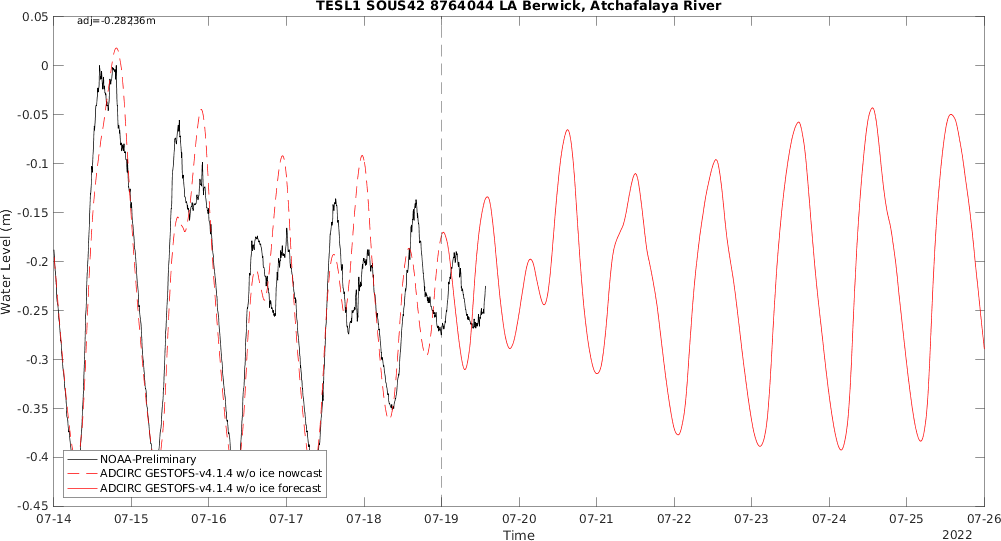 TESL1 SOUS42 8764044 LA Berwick, Atchafalaya River
adj=-0.28236m
0.05
0
-0.05
-0.1
-0.15
-0.2
-0.25
-0.3
-0.35
-0.4
-0.45
Water Level (m)
NOAA-Preliminary
ADCIRC GESTOFS-v4.1.4 w/o ice nowcast
ADCIRC GESTOFS-v4.1.4 w/o ice forecast
07-14 07-15 07-16 07-17 07-18 07-19 07-20 07-21 07-22 07-23 07-24 07-25 07-26
Time
2022